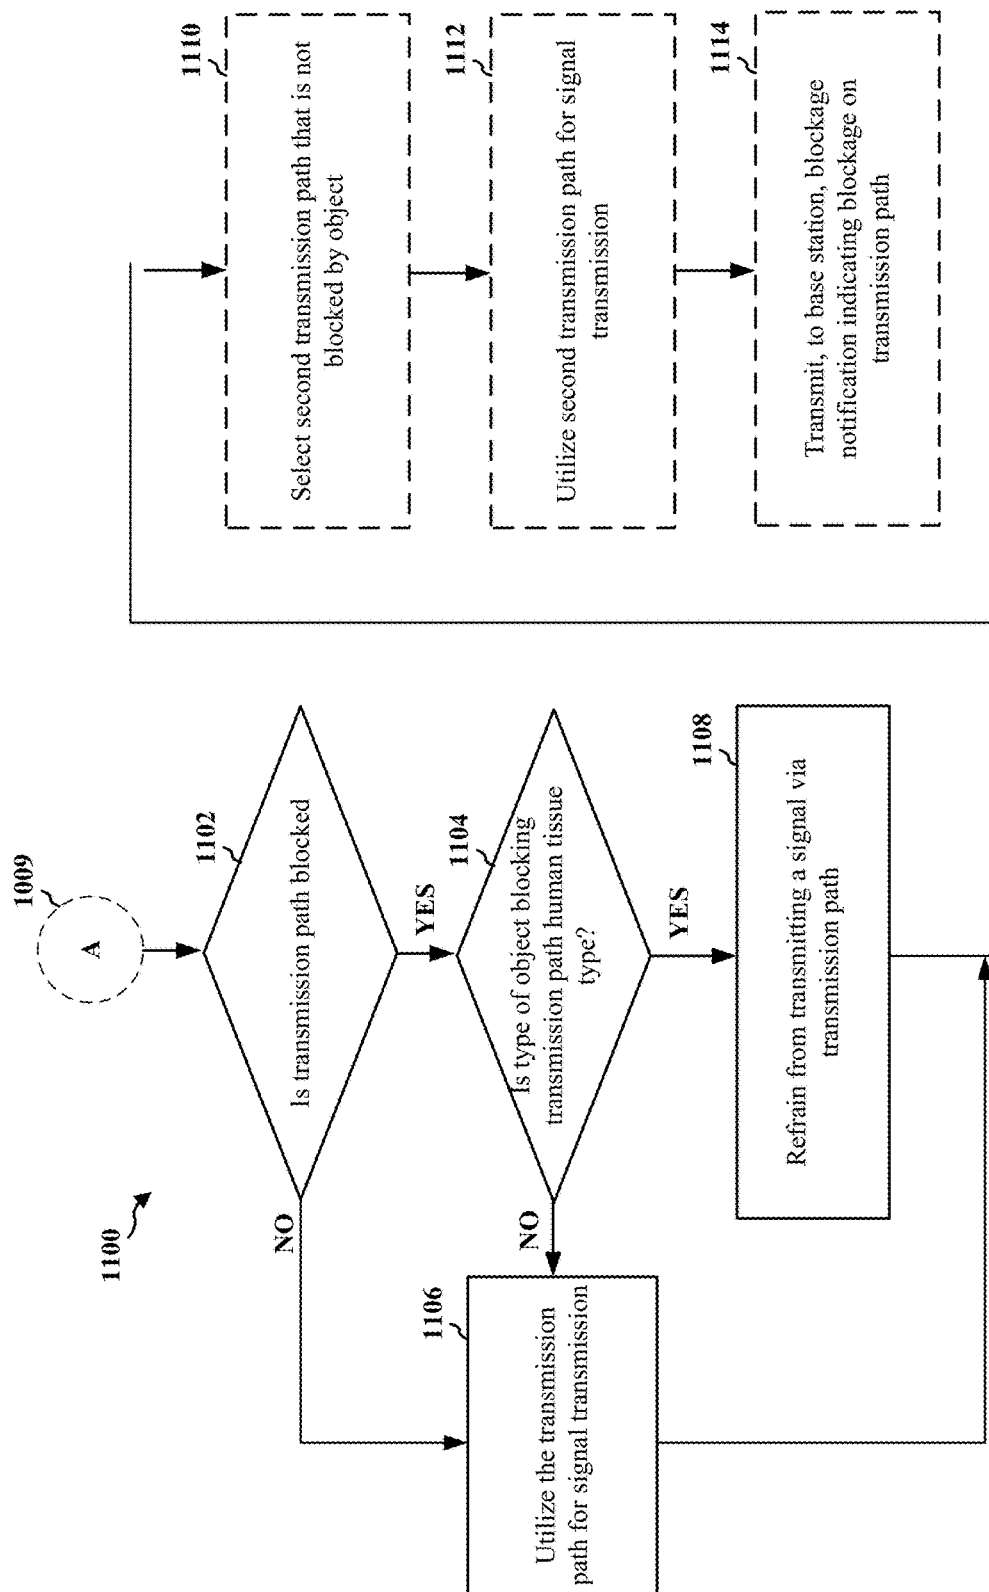 1100
1009
A
1102
Is transmission path blocked
NO
YES
1104
Is type of object blocking
transmission path human tissue
type?
NO
YES
1106
Utilize the transmission
path for signal transmission
1108
Refrain from transmitting a signal via
transmission path
1110
Select second transmission path that is not
blocked by object
1112
Utilize second transmission path for signal
transmission
1114
Transmit, to base station, blockage
notification indicating blockage on
transmission path